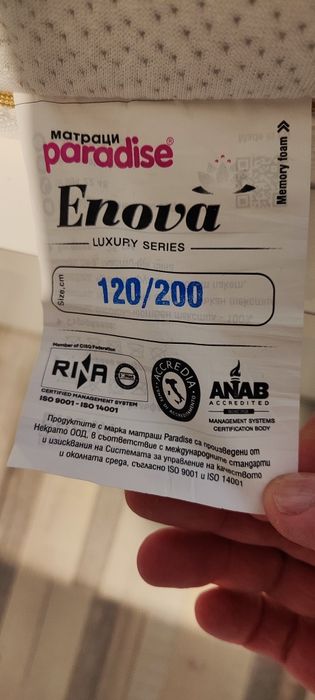 матраци
paradise®
Memory foam >>
Enova
LUXURY SERIES
Size,cm
120/200
Member of CISQ Federation
RINA
CERTIFIED MANAGEMENT SYSTEM
ISO 9001 - ISO 14001
ACCREDIA
ANAB
ACCREDITED
MANAGEMENT SYSTEMS
CERTIFICATION BODY
Продуктите с марка матраци Paradise са произведени от
Некрато ООД, в съответствие с международните стандарти
и изисквания на Системата за управление на качеството
и околната среда, съгласно ISO 9001 и ISO 14001